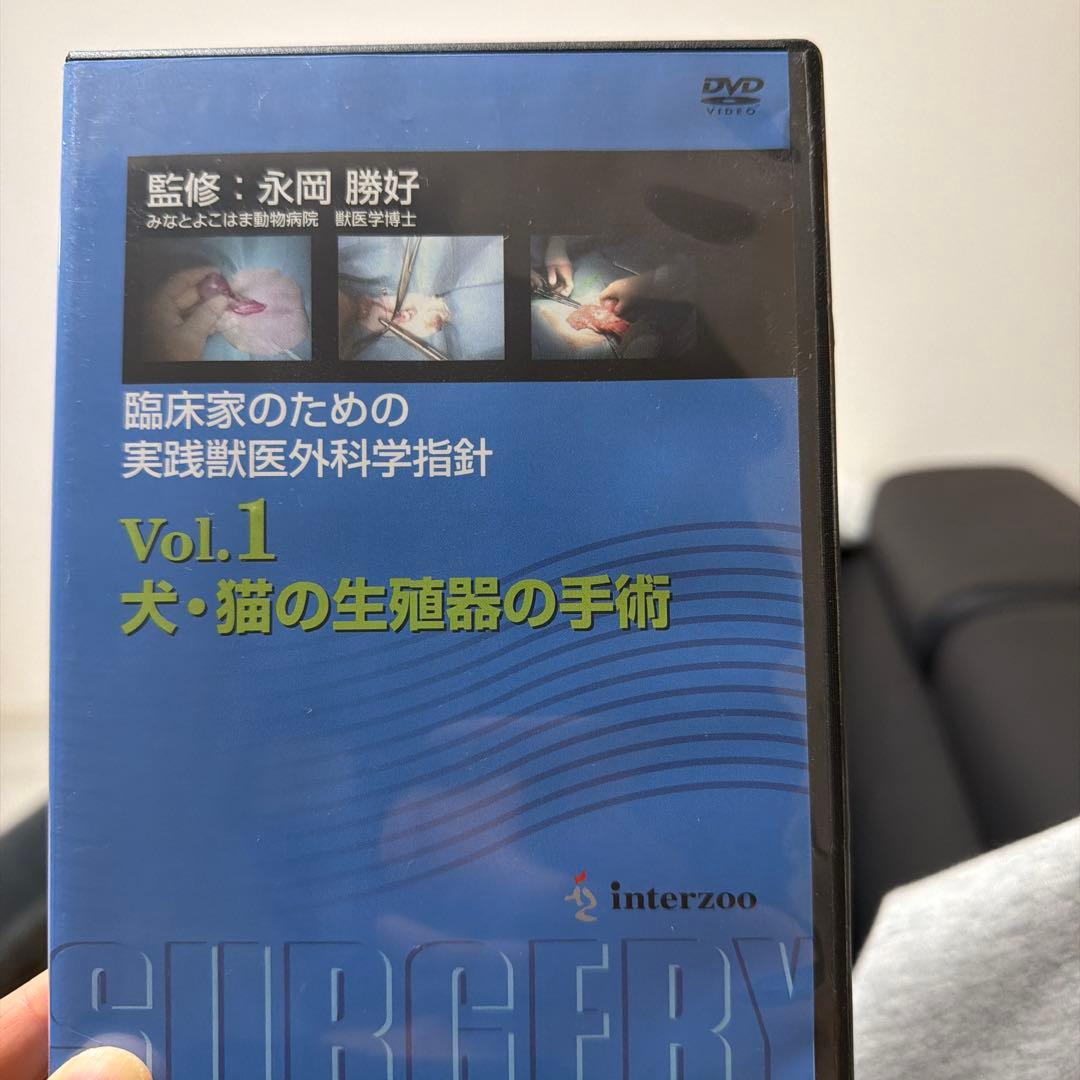 DVD
VIDEO
監修：永岡 勝好
みなとよこはま動物病院　獣医学博士
臨床家のための
実践獣医外科学指針
Vol.1
犬・猫の生殖器の手術
interzoo
SURGERY